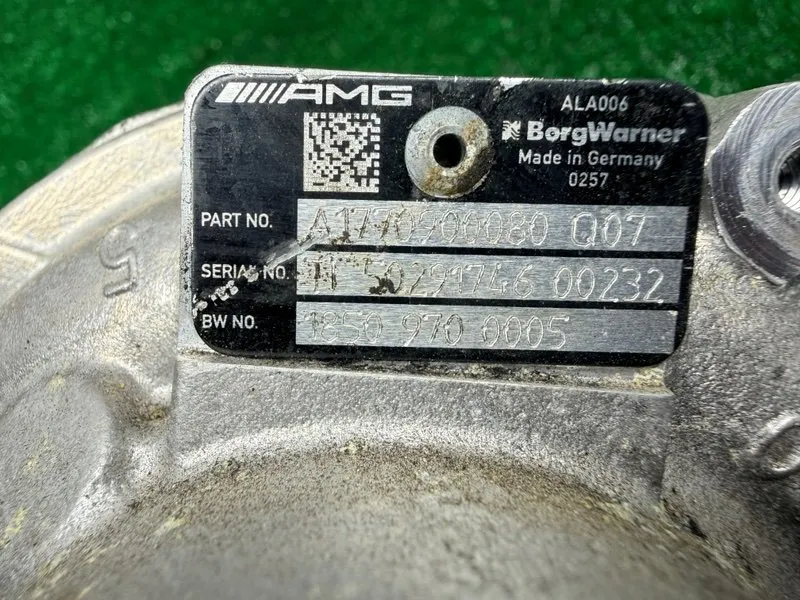 AMG
ALA006
BorgWarner
Made in Germany
0257
PART NO. A1770900080 Q07
SERIAL NO. 00232
BW NO. 1850 970 0005
5